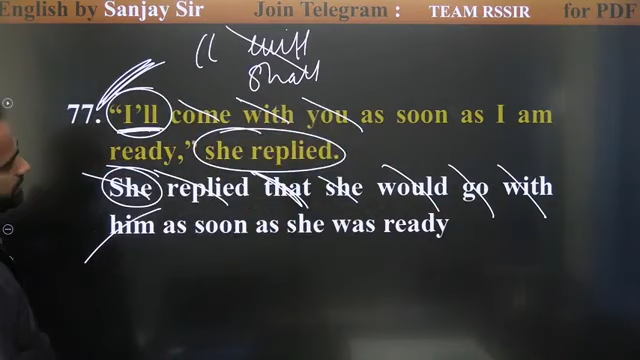 English by Sanjay Sir Join Telegram : TEAM RSSIR for PDF
will
shall
77. "I'll come with you as soon as I am
ready," she replied.
She replied that she would go with
him as soon as she was ready